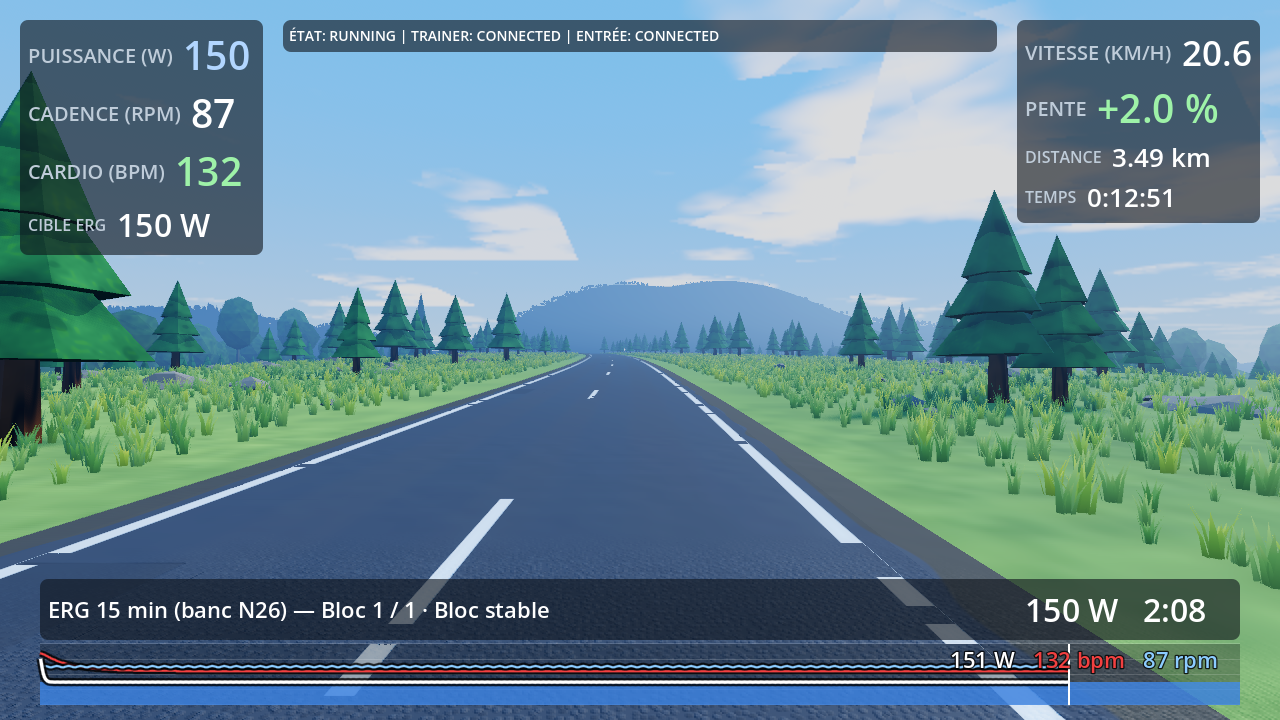 PUISSANCE (W) 150
CADENCE (RPM) 87
CARDIO (BPM) 132
CIBLE ERG 150 W
ÉTAT: RUNNING | TRAINER: CONNECTED | ENTRÉE: CONNECTED
VITESSE (KM/H) 20.6
PENTE +2.0 %
DISTANCE 3.49 km
TEMPS 0:12:51
ERG 15 min (banc N26) — Bloc 1 / 1 · Bloc stable 150 W 2:08
151 W 132 bpm 87 rpm